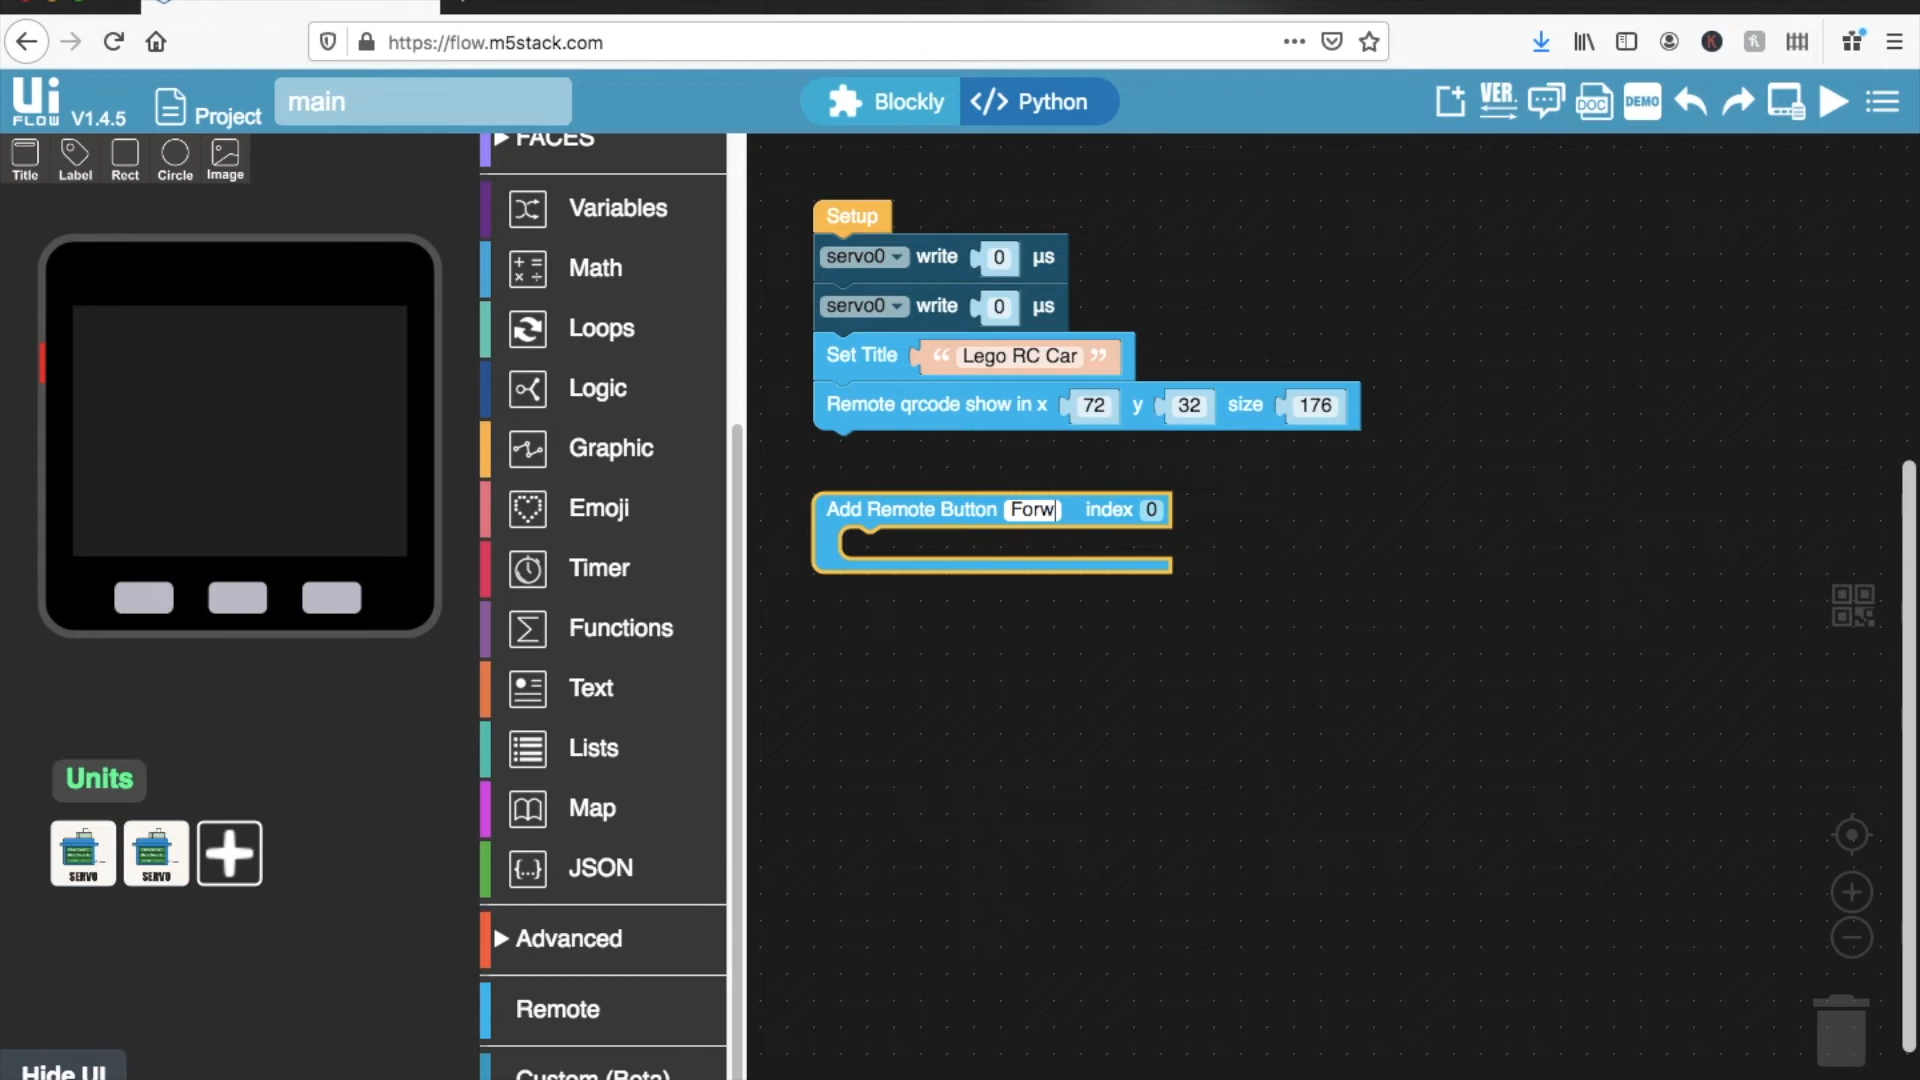 https://flow.m5stack.com
Ui FLOW V1.4.5
Project
main
Blockly
Python
VER.
DOC
DEMO
Title
Label
Rect
Circle
Image
FACES
Variables
Math
Loops
Logic
Graphic
Emoji
Timer
Functions
Text
Lists
Map
JSON
Advanced
Remote
Custom (Beta)
Setup
servo0 write 0 µs
servo0 write 0 µs
Set Title “ Lego RC Car ”
Remote qrcode show in x 72 y 32 size 176
Add Remote Button Forw index 0
Units
SERVO
SERVO
Hide UI